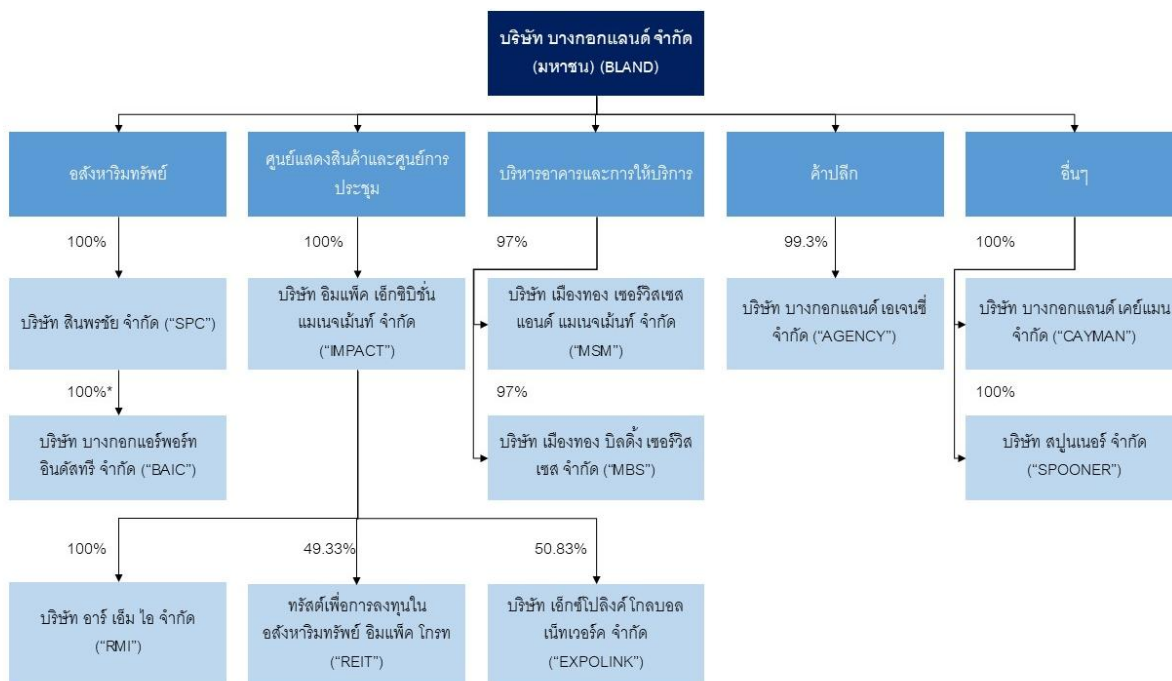 บริษัท บางกอกแลนด์ จำกัด
(มหาชน) (BLAND)
อสังหาริมทรัพย์
ศูนย์แสดงสินค้าและศูนย์การ
ประชุม
บริหารอาคารและการให้บริการ
ค้าปลีก
อื่นๆ
100%
100%
97%
99.3%
100%
บริษัท สินพรชัย จำกัด (“SPC”)
บริษัท อิมแพ็ค เอ็กซิบิชั่น
แมเนจเม้นท์ จำกัด
(“IMPACT”)
บริษัท เมืองทอง เซอร์วิสเซส
แอนด์ แมเนจเม้นท์ จำกัด
(“MSM”)
บริษัท บางกอกแลนด์ เอเจนซี่
จำกัด (“AGENCY”)
บริษัท บางกอกแลนด์ เคย์แมน
จำกัด (“CAYMAN”)
100%*
97%
100%
บริษัท บางกอกแอร์พอร์ท
อินดัสทรี จำกัด (“BAIC”)
บริษัท เมืองทอง บิลดิ้ง เซอร์วิส
เซส จำกัด (“MBS”)
บริษัท สปูนเนอร์ จำกัด
(“SPOONER”)
100%
49.33%
50.83%
บริษัท อาร์ เอ็ม ไอ จำกัด
(“RMI”)
ทรัสต์เพื่อการลงทุนใน
อสังหาริมทรัพย์ อิมแพ็ค โกรท
(“REIT”)
บริษัท เอ็กซ์โปลิงค์ โกลบอล
เน็ทเวอร์ค จำกัด
(“EXPOLINK”)